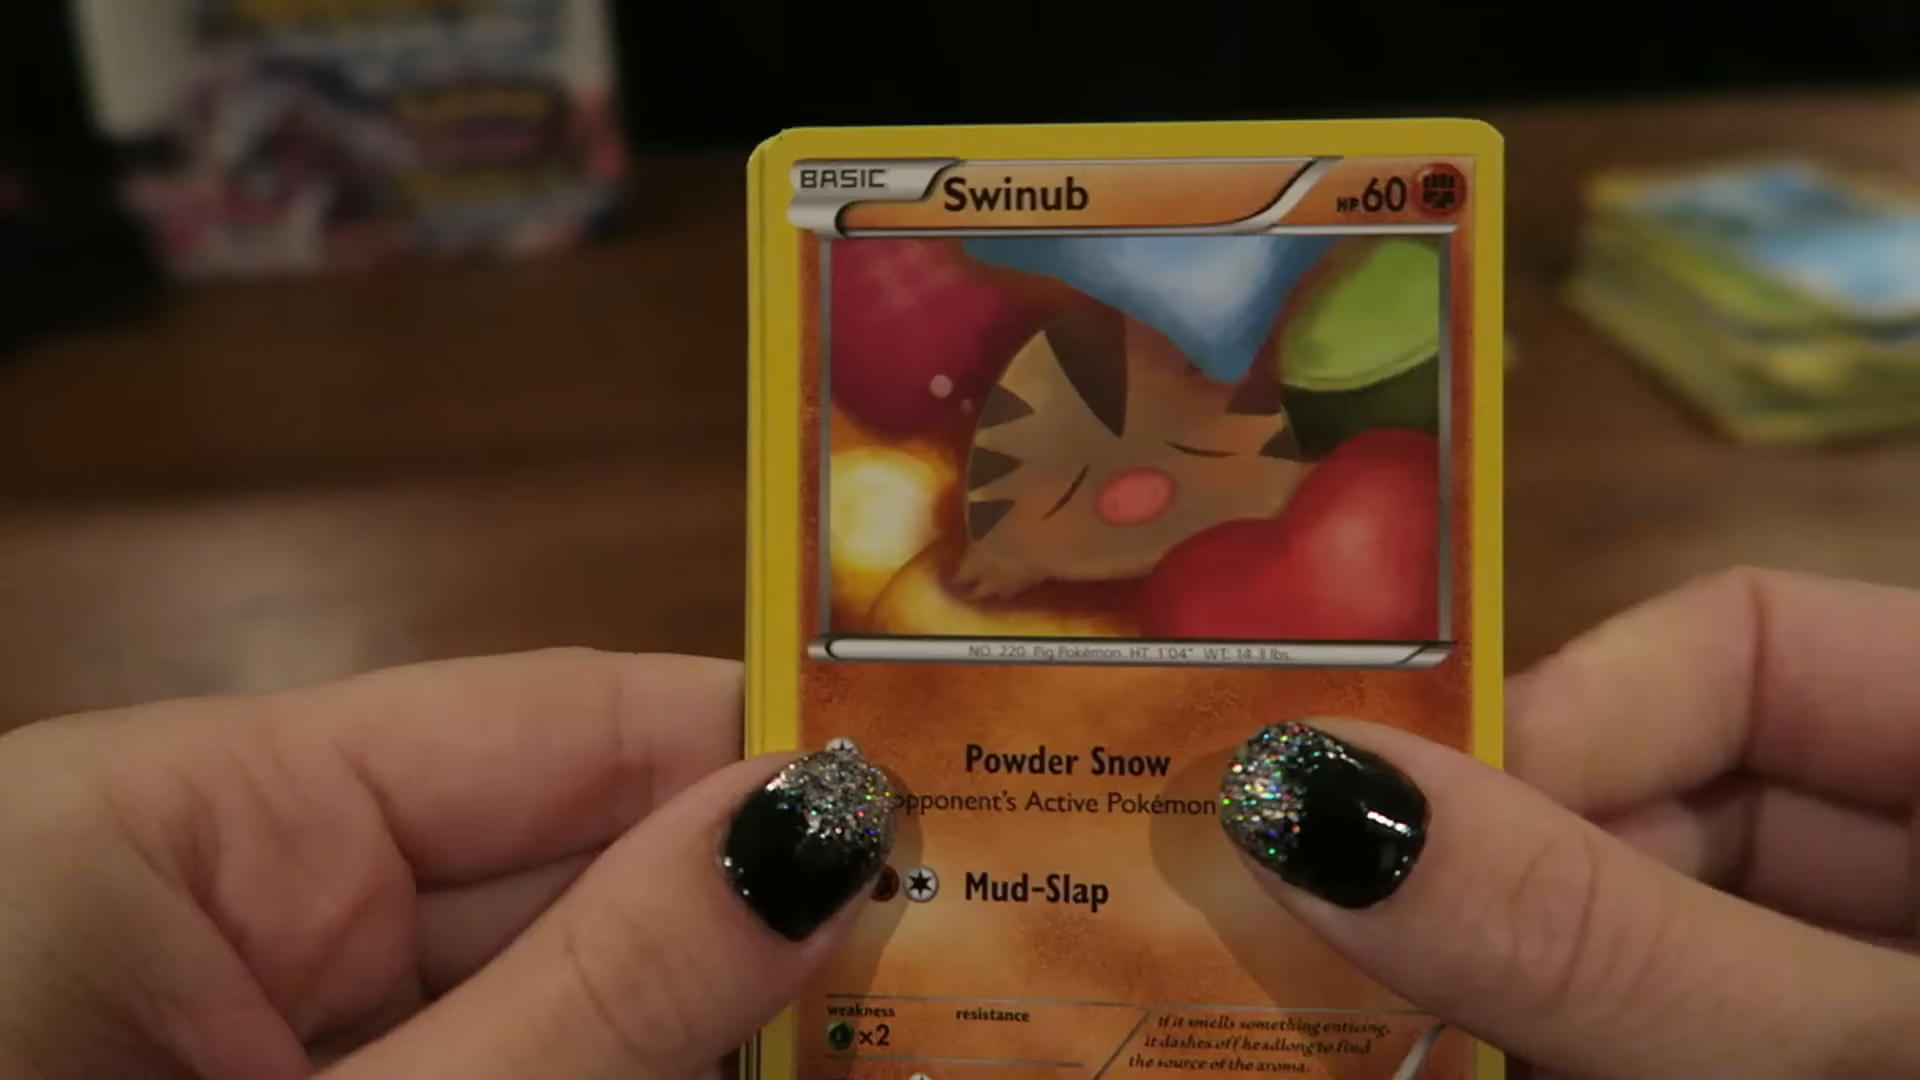 BASIC Swinub HP60
NO. 220 Pig Pokémon HT: 1'04" WT: 14.3 lbs.
Powder Snow
opponent's Active Pokémon
Mud-Slap
weakness resistance
×2
If it smells something enticing,
it dashes off headlong to find
the source of the aroma.